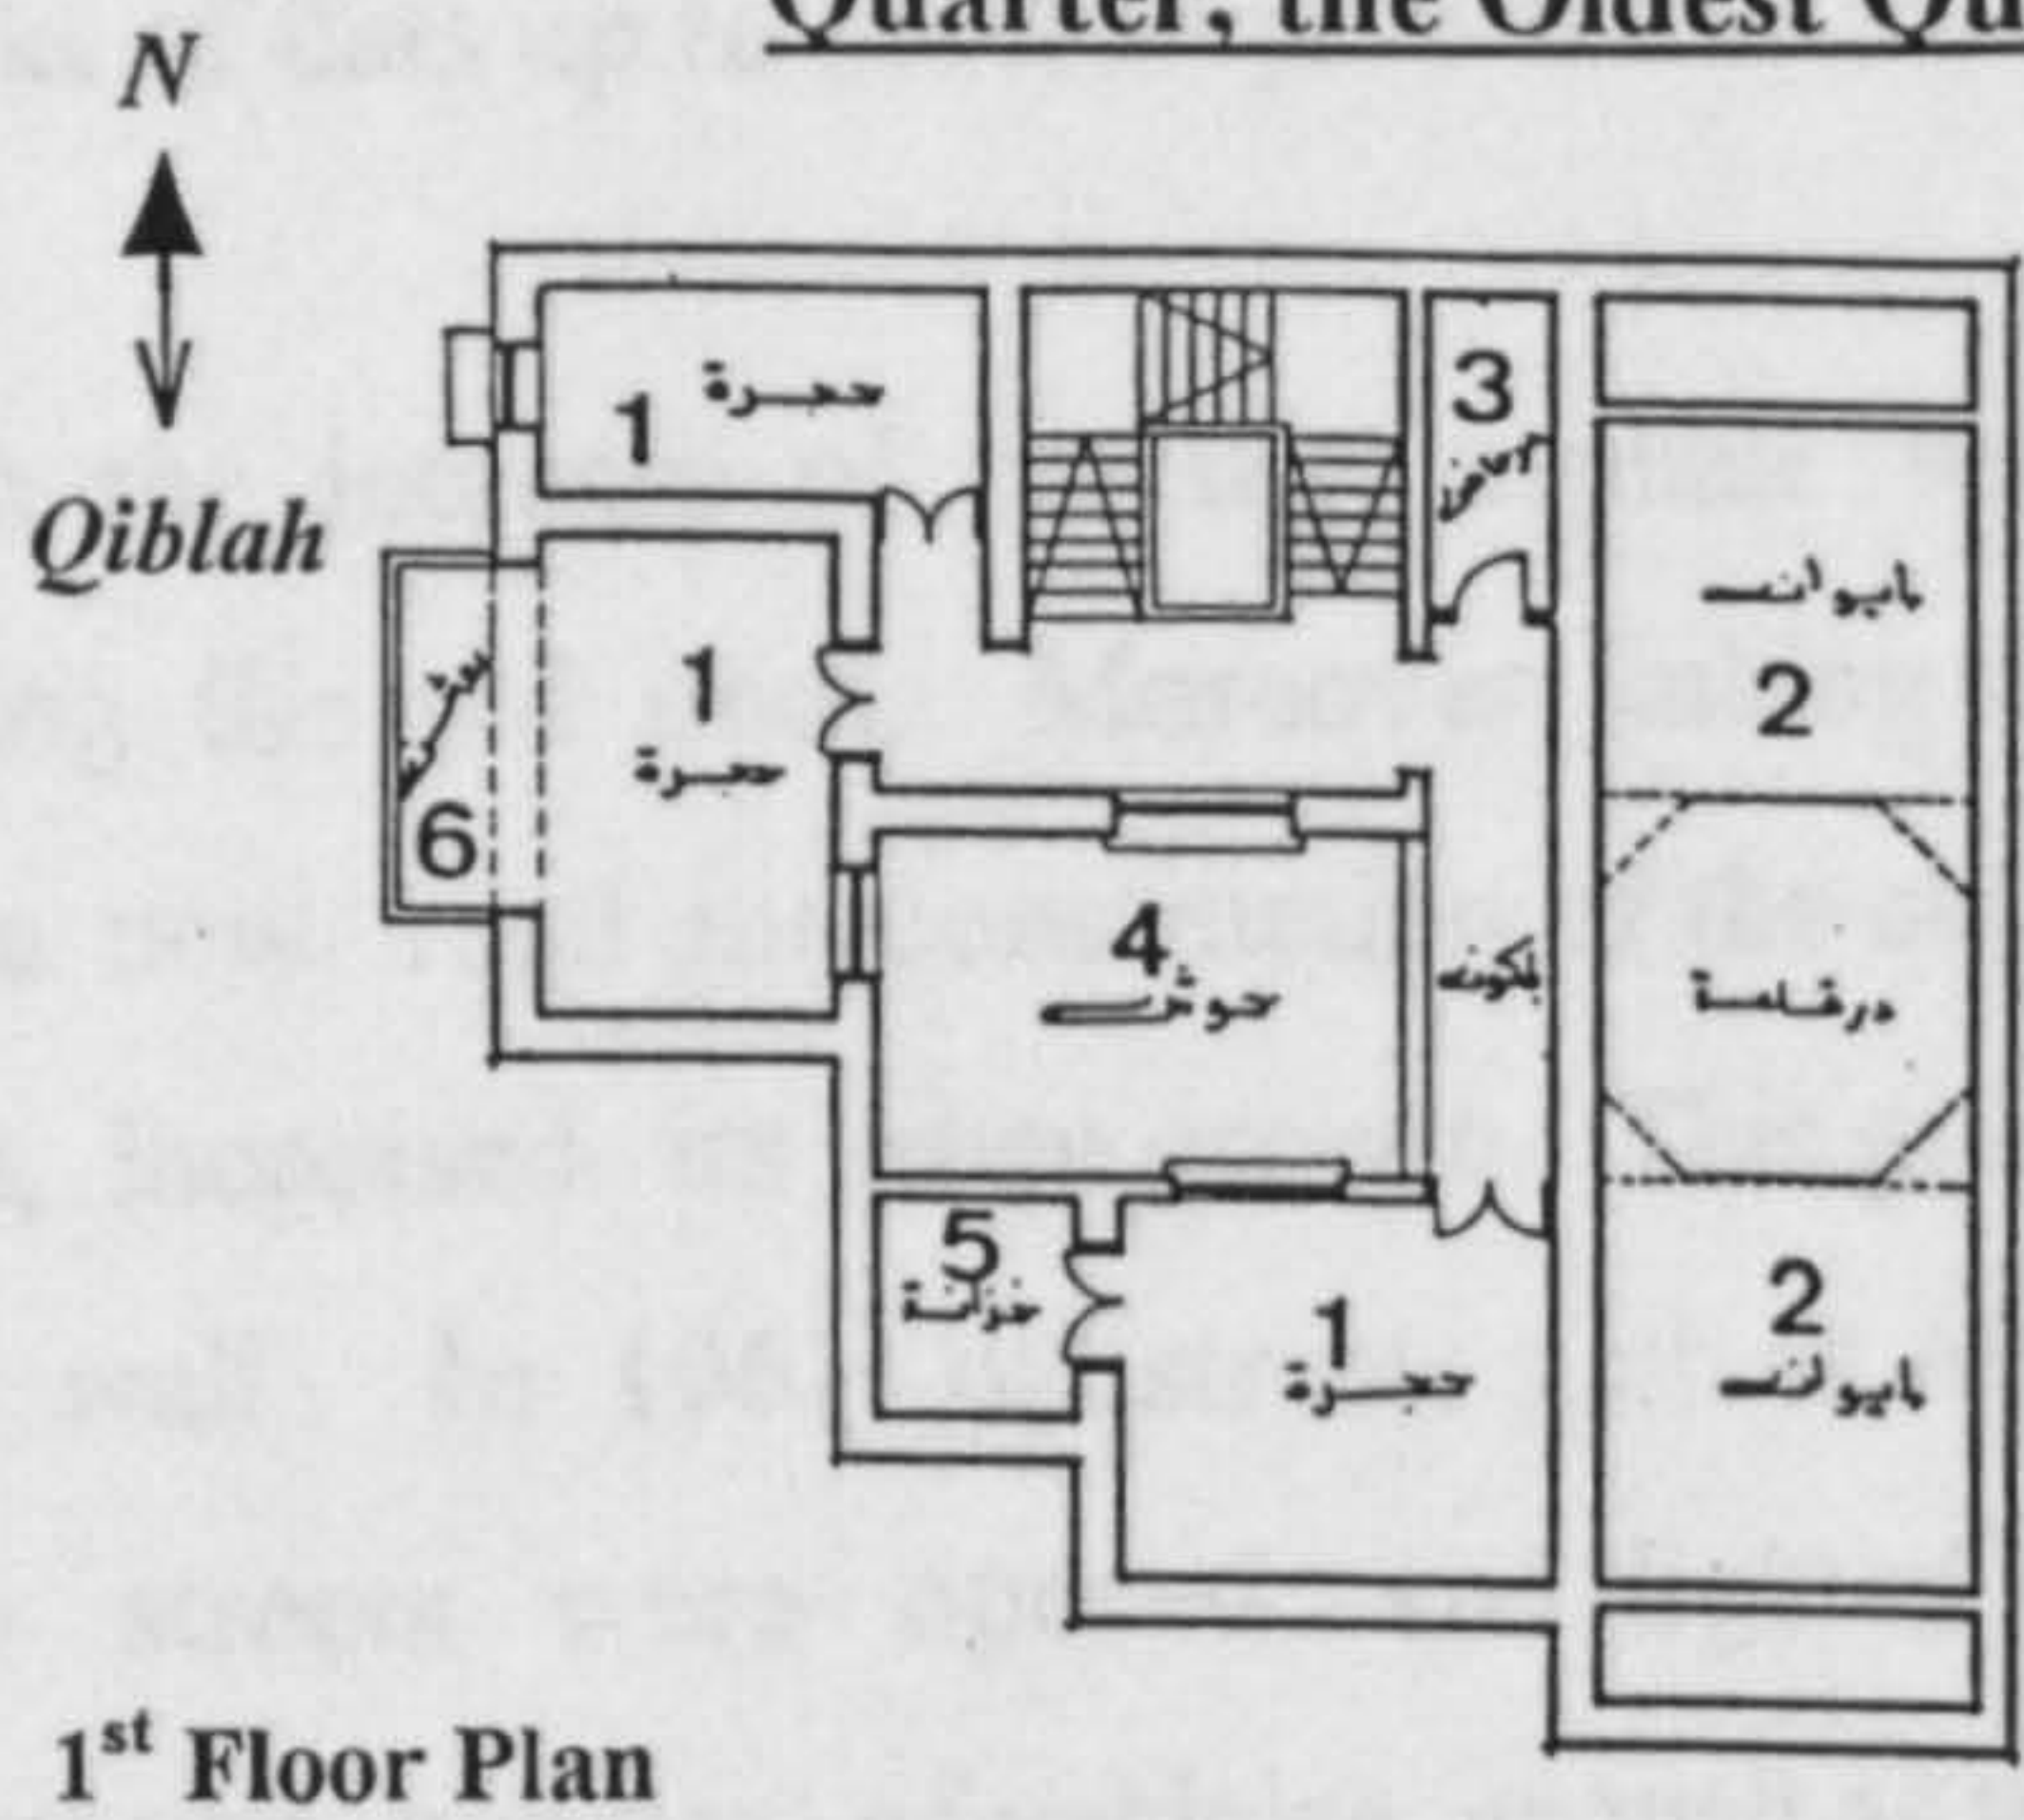 Quarter, the Oldest Qu
N
Qiblah
1 حجرة
3
ايوان
2
1
حجرة
6
4
حوش
بلكونه
درقاعة
5
خزانة
1
حجرة
2
ايوان
1st Floor Plan